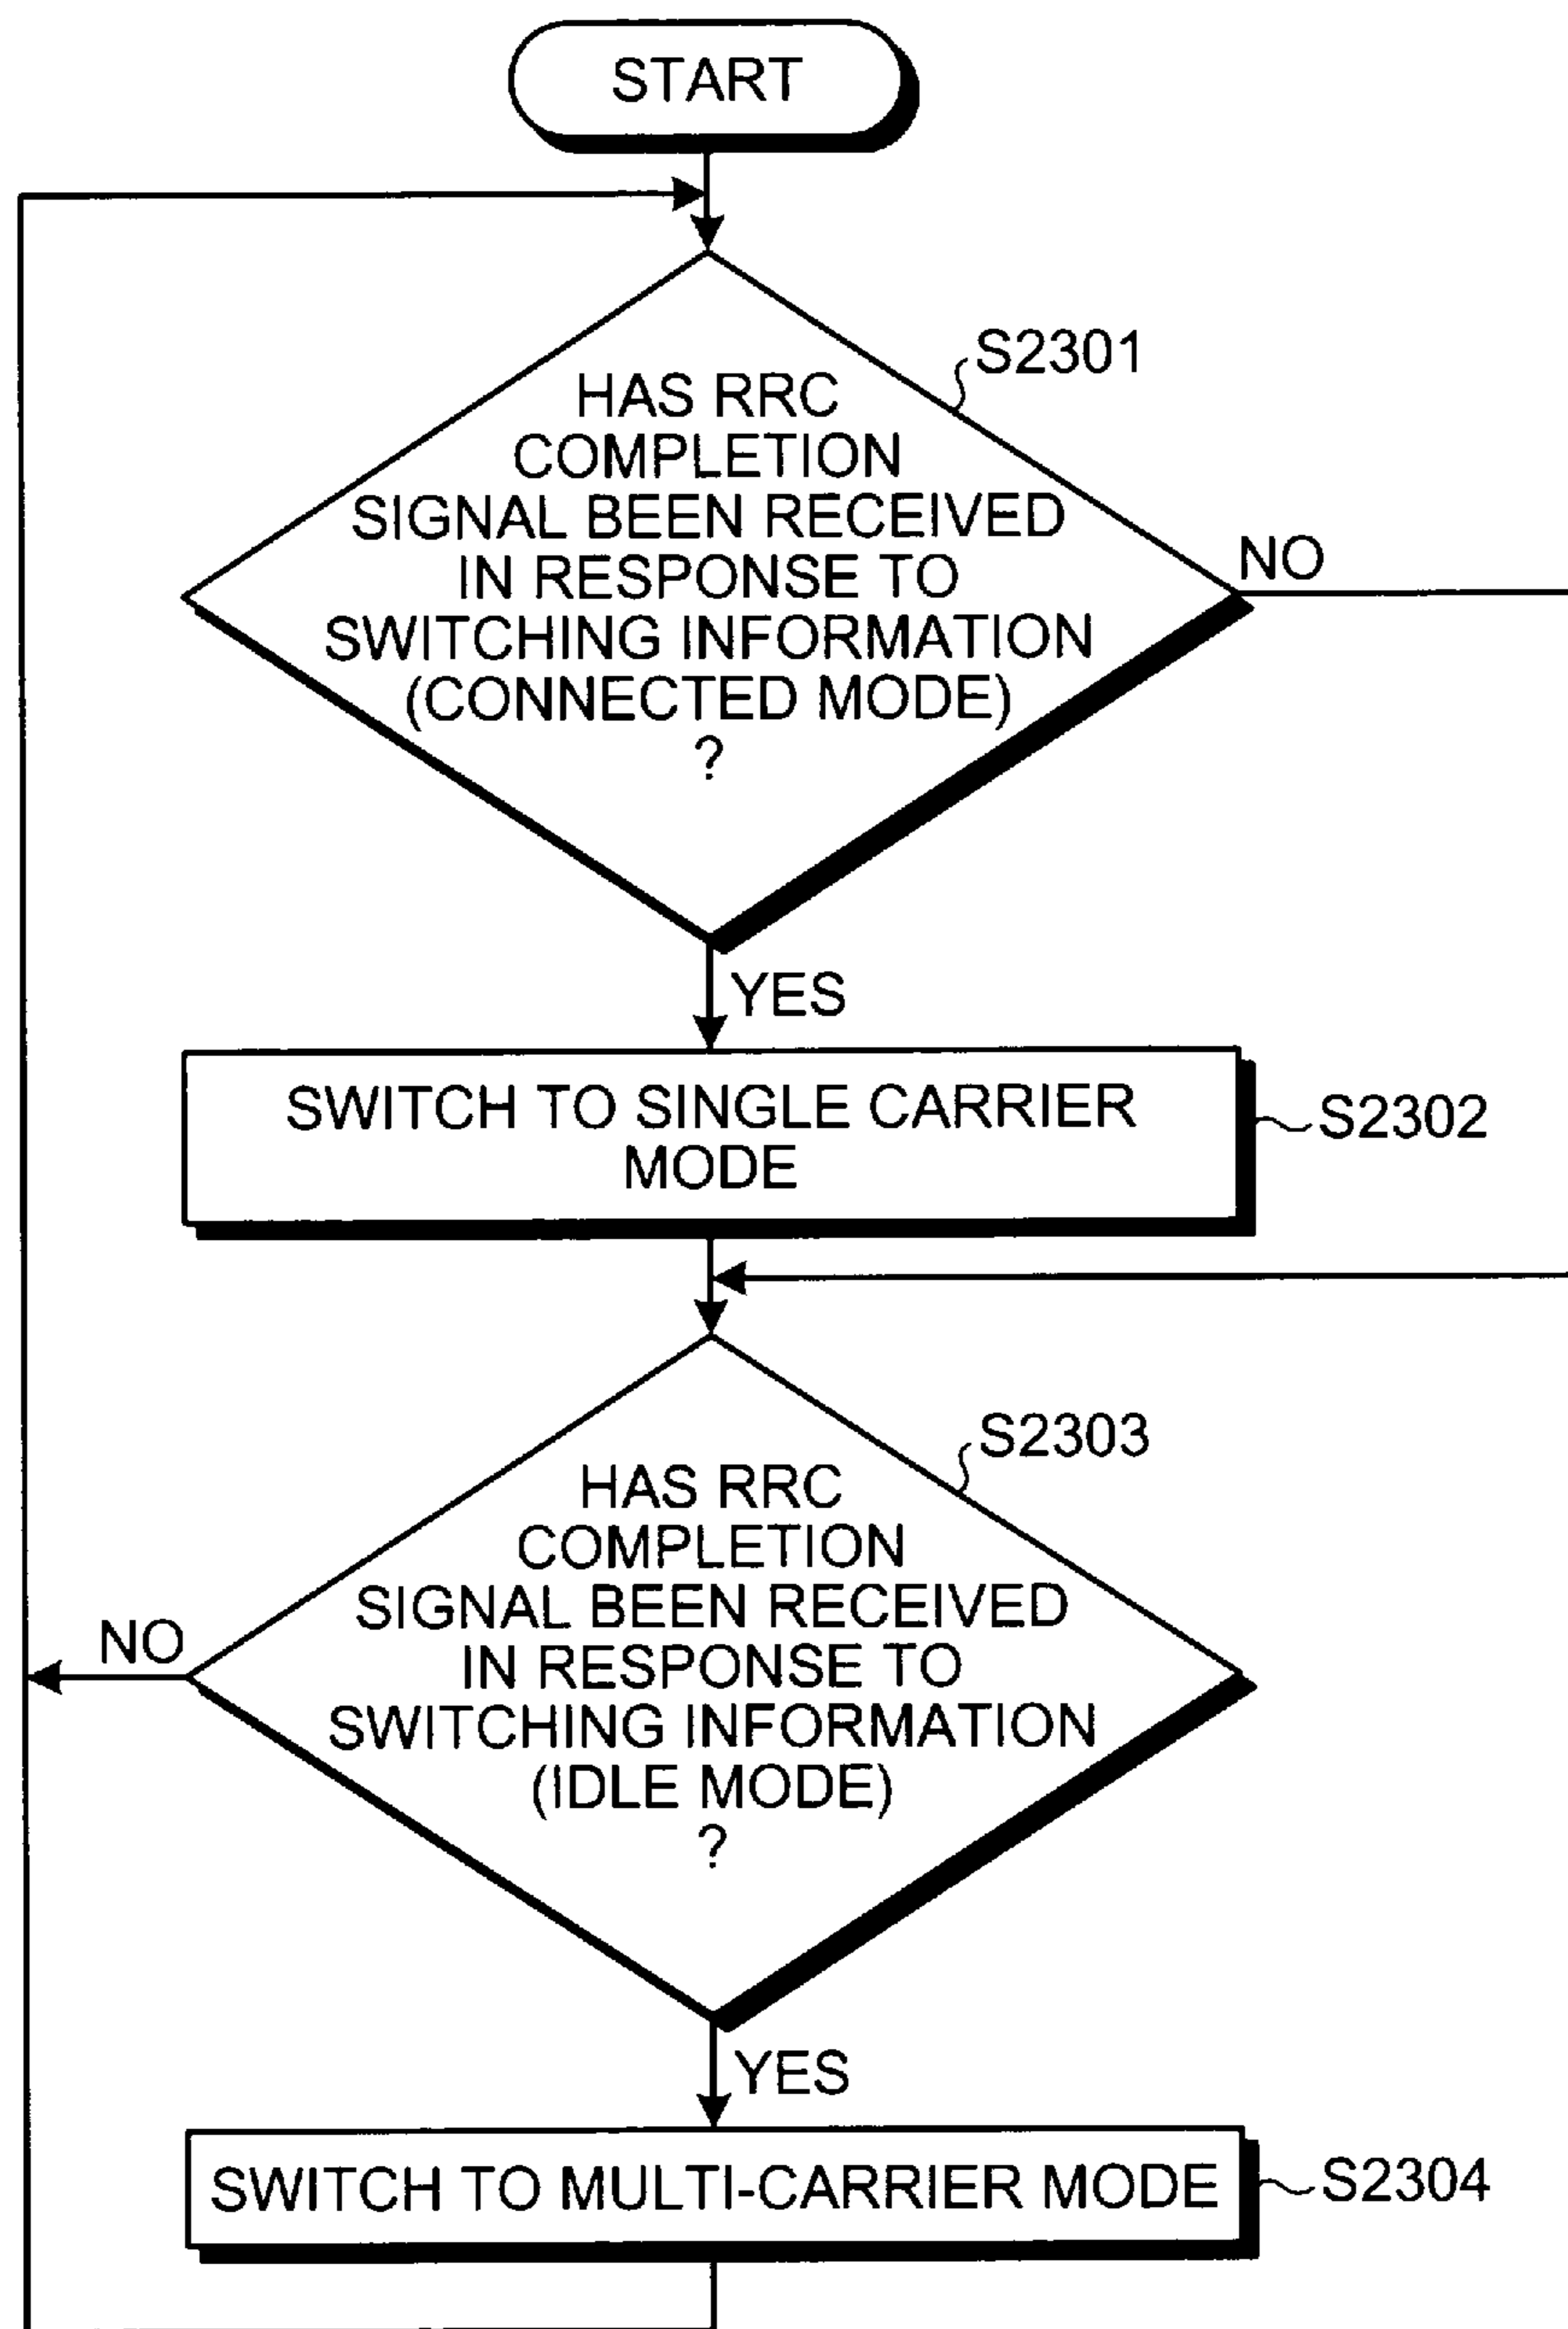 START
S2301
HAS RRC
COMPLETION
SIGNAL BEEN RECEIVED
IN RESPONSE TO
SWITCHING INFORMATION
(CONNECTED MODE)
?
NO
YES
SWITCH TO SINGLE CARRIER
MODE
S2302
S2303
HAS RRC
COMPLETION
SIGNAL BEEN RECEIVED
IN RESPONSE TO
SWITCHING INFORMATION
(IDLE MODE)
?
NO
YES
SWITCH TO MULTI-CARRIER MODE
S2304